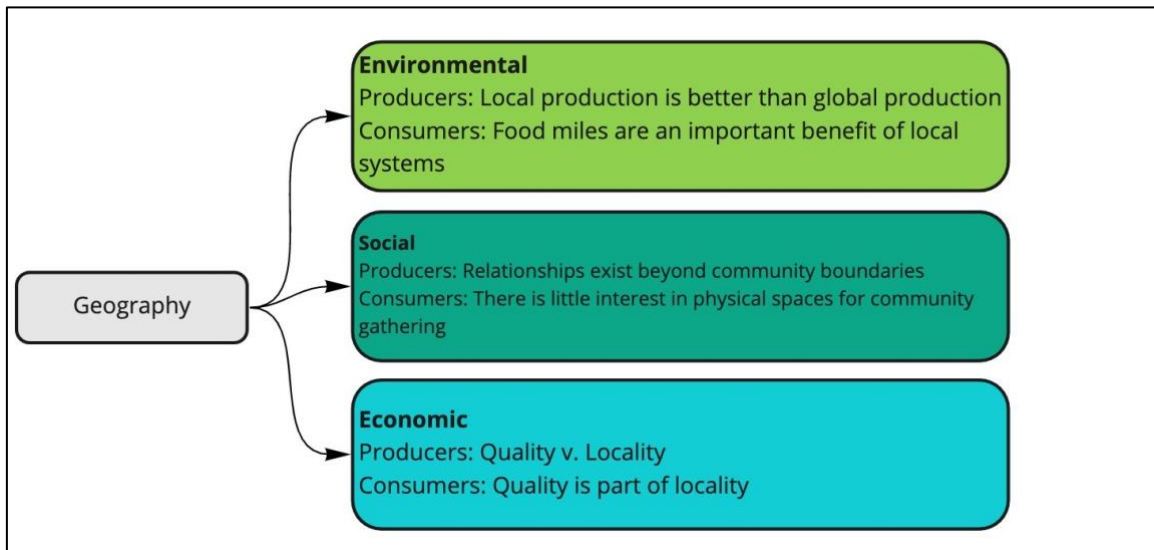 Environmental
Producers: Local production is better than global production
Consumers: Food miles are an important benefit of local
systems
Social
Producers: Relationships exist beyond community boundaries
Consumers: There is little interest in physical spaces for community
gathering
Geography
Economic
Producers: Quality v. Locality
Consumers: Quality is part of locality